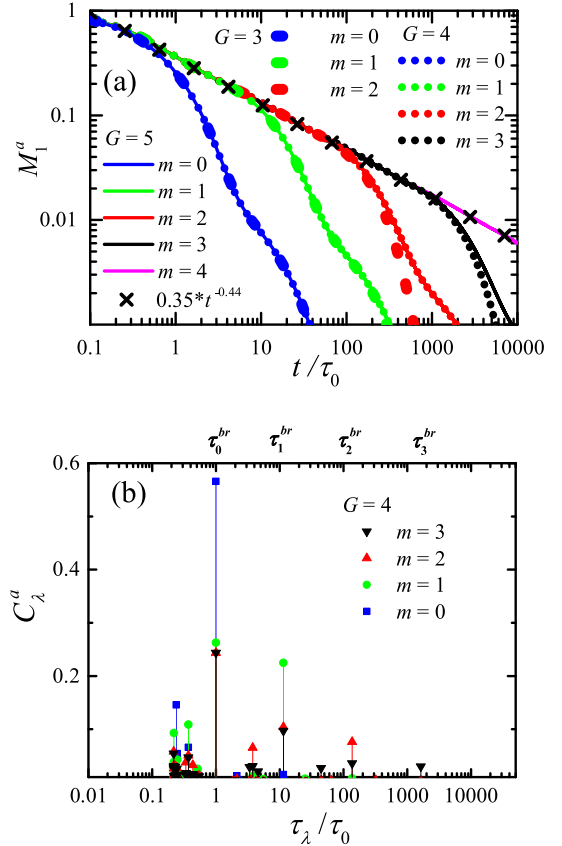 1
G = 3 m = 0 G = 4
(a) m = 1 m = 0
m = 2 m = 1
0.1 m = 2
M₁ᵃ G = 5 m = 3
m = 0
m = 1
0.01 m = 2
m = 3
m = 4
0.35*t⁻⁰·⁴⁴
0.1 1 10 100 1000 10000
t / τ₀
τ₀ᵇʳ τ₁ᵇʳ τ₂ᵇʳ τ₃ᵇʳ
0.6
(b) G = 4
m = 3
m = 2
0.4 m = 1
C_λᵃ m = 0
0.2
0.01 0.1 1 10 100 1000 10000
τ_λ / τ₀